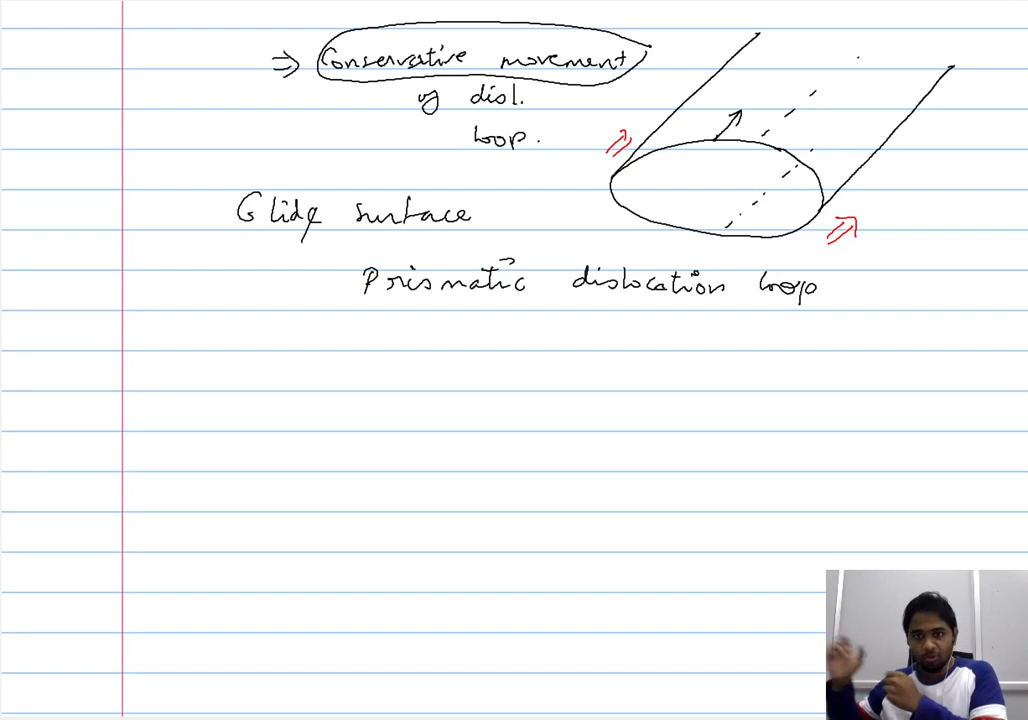 ⇒ Conservative movement
of disl.
loop.
Glide surface
Prismatic dislocation loop